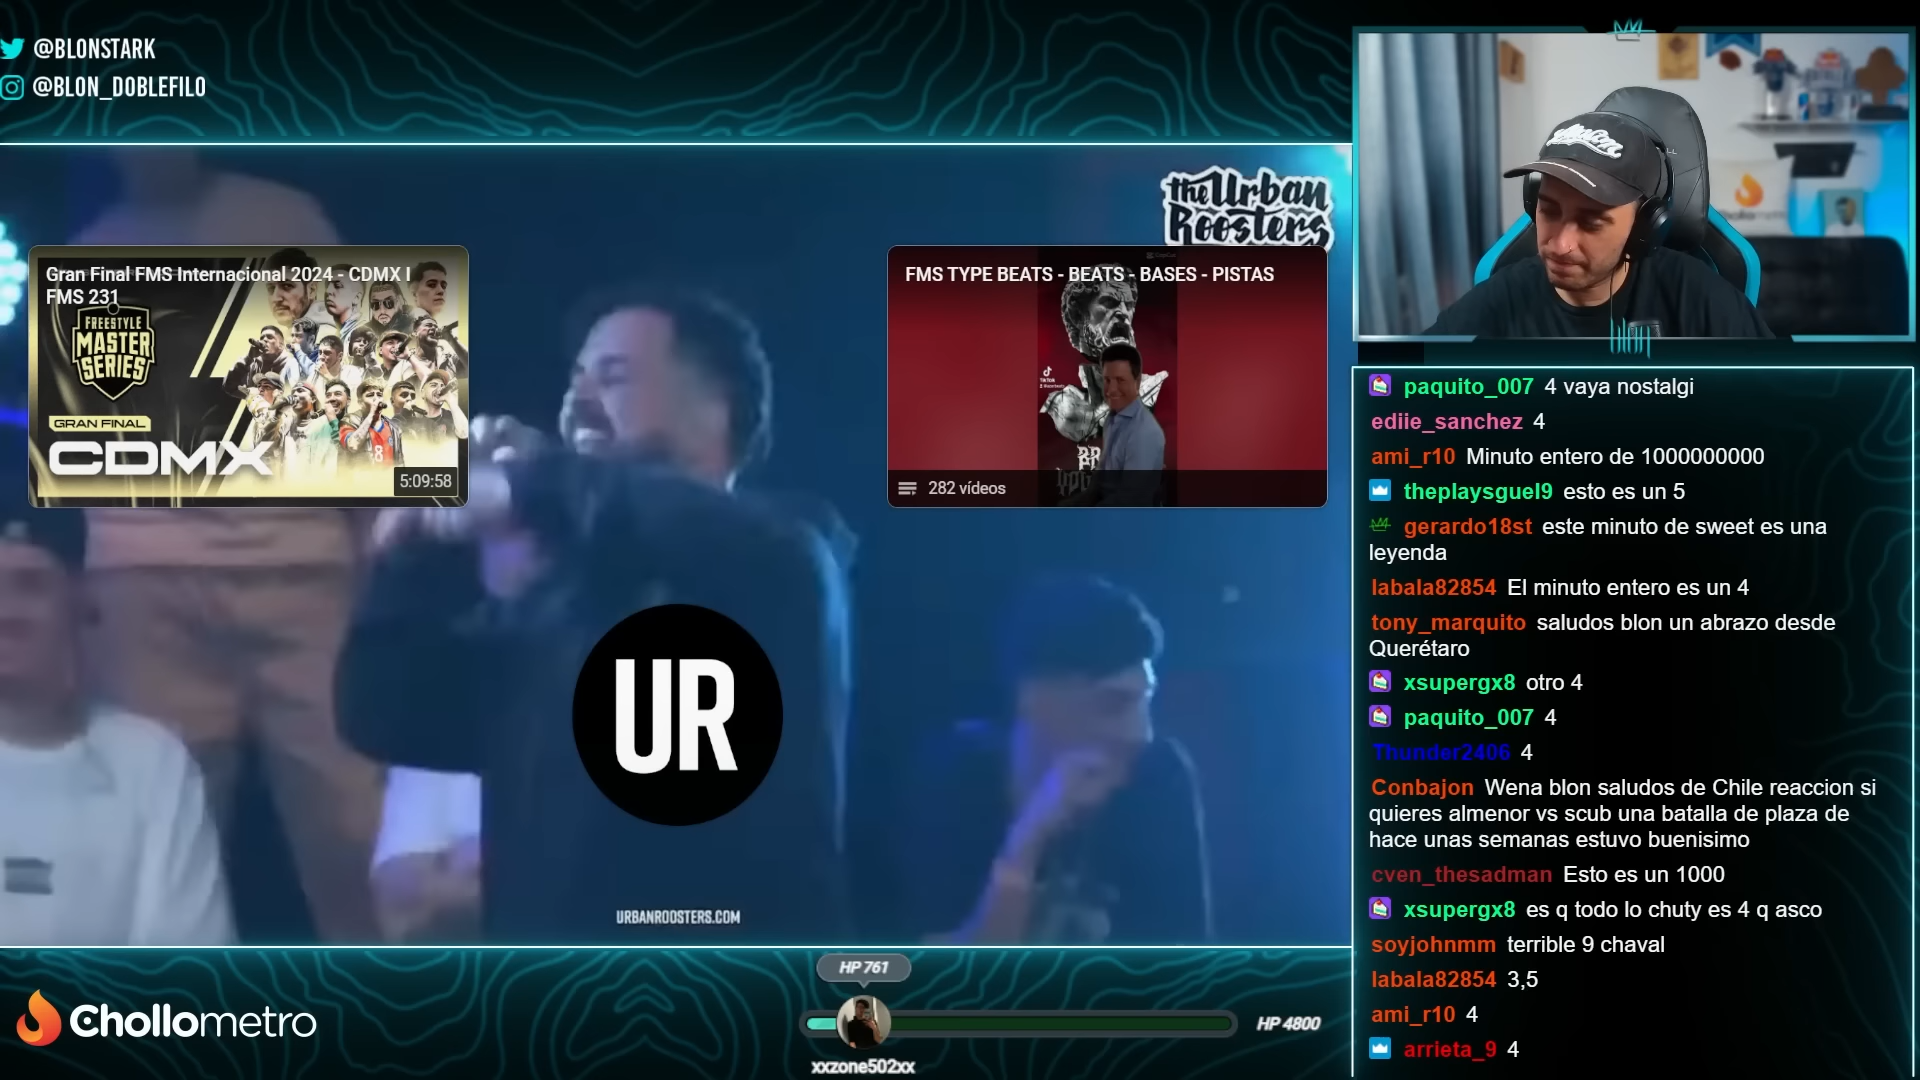 @BLONSTARK
@BLON_DOBLEFILO
the Urban
Roosters
Gran Final FMS Internacional 2024 - CDMX I
FMS 231
FREESTYLE
MASTER
SERIES
GRAN FINAL
CDMX
5:09:58
FMS TYPE BEATS - BEATS - BASES - PISTAS
282 vídeos
UR
URBANROOSTERS.COM
paquito_007 4 vaya nostalgi
ediie_sanchez 4
ami_r10 Minuto entero de 1000000000
theplaysguel9 esto es un 5
gerardo18st este minuto de sweet es una
leyenda
labala82854 El minuto entero es un 4
tony_marquito saludos blon un abrazo desde
Querétaro
xsupergx8 otro 4
paquito_007 4
Thunder2406 4
Conbajon Wena blon saludos de Chile reaccion si
quieres almenor vs scub una batalla de plaza de
hace unas semanas estuvo buenisimo
cven_thesadman Esto es un 1000
xsupergx8 es q todo lo chuty es 4 q asco
soyjohnmm terrible 9 chaval
labala82854 3,5
ami_r10 4
arrieta_9 4
Chollometro
HP 761
HP 4800
xxzone502xx